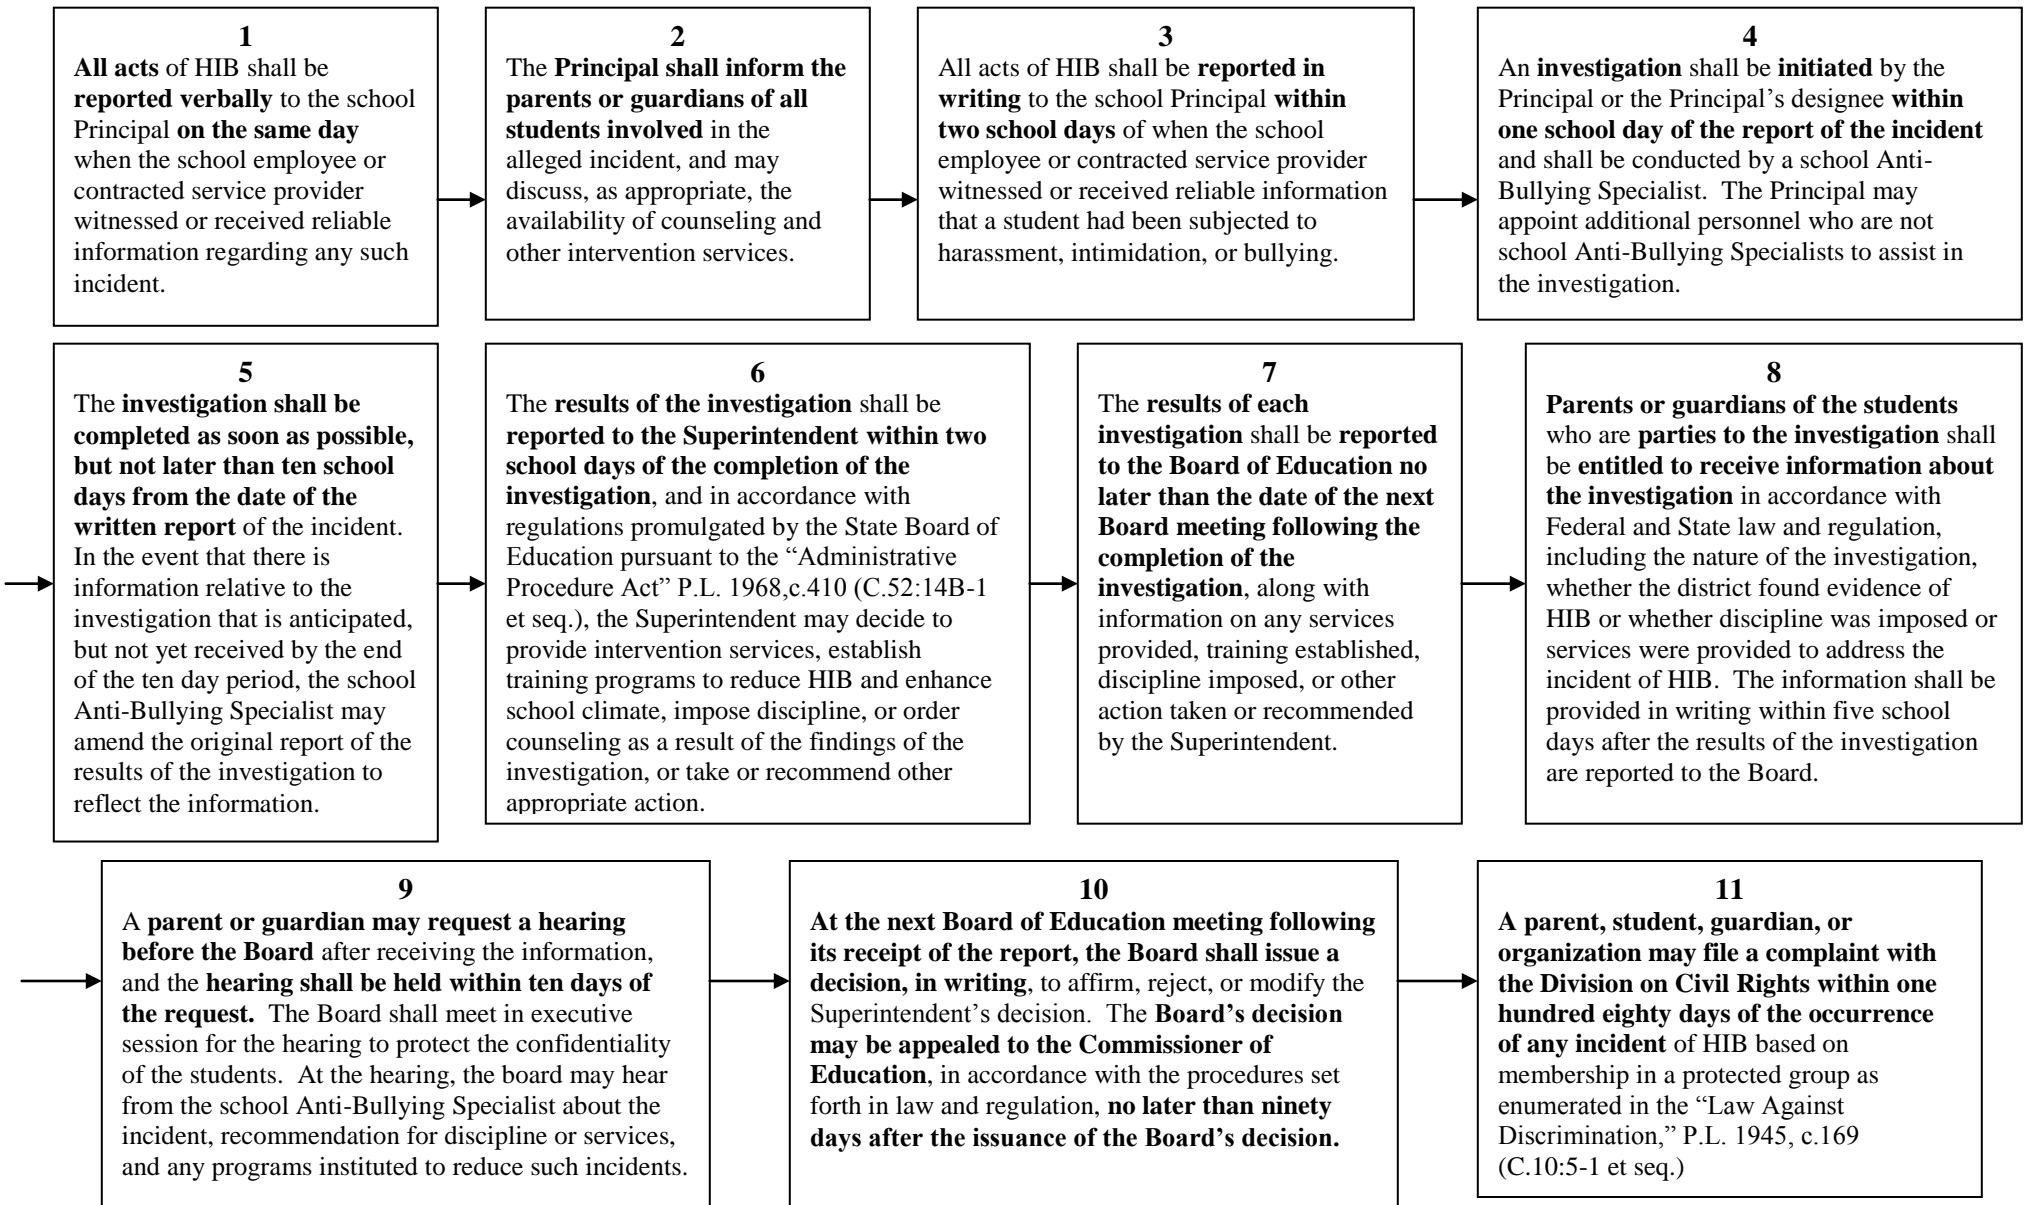 1
All acts of HIB shall be
reported verbally to the school
Principal on the same day
when the school employee or
contracted service provider
witnessed or received reliable
information regarding any such
incident.
2
The Principal shall inform the
parents or guardians of all
students involved in the
alleged incident, and may
discuss, as appropriate, the
availability of counseling and
other intervention services.
3
All acts of HIB shall be reported in
writing to the school Principal within
two school days of when the school
employee or contracted service provider
witnessed or received reliable information
that a student had been subjected to
harassment, intimidation, or bullying.
4
An investigation shall be initiated by the
Principal or the Principal’s designee within
one school day of the report of the incident
and shall be conducted by a school Anti-
Bullying Specialist.  The Principal may
appoint additional personnel who are not
school Anti-Bullying Specialists to assist in
the investigation.
5
The investigation shall be
completed as soon as possible,
but not later than ten school
days from the date of the
written report of the incident.
In the event that there is
information relative to the
investigation that is anticipated,
but not yet received by the end
of the ten day period, the school
Anti-Bullying Specialist may
amend the original report of the
results of the investigation to
reflect the information.
6
The results of the investigation shall be
reported to the Superintendent within two
school days of the completion of the
investigation, and in accordance with
regulations promulgated by the State Board of
Education pursuant to the “Administrative
Procedure Act” P.L. 1968,c.410 (C.52:14B-1
et seq.), the Superintendent may decide to
provide intervention services, establish
training programs to reduce HIB and enhance
school climate, impose discipline, or order
counseling as a result of the findings of the
investigation, or take or recommend other
appropriate action.
7
The results of each
investigation shall be reported
to the Board of Education no
later than the date of the next
Board meeting following the
completion of the
investigation, along with
information on any services
provided, training established,
discipline imposed, or other
action taken or recommended
by the Superintendent.
8
Parents or guardians of the students
who are parties to the investigation shall
be entitled to receive information about
the investigation in accordance with
Federal and State law and regulation,
including the nature of the investigation,
whether the district found evidence of
HIB or whether discipline was imposed or
services were provided to address the
incident of HIB.  The information shall be
provided in writing within five school
days after the results of the investigation
are reported to the Board.
9
A parent or guardian may request a hearing
before the Board after receiving the information,
and the hearing shall be held within ten days of
the request.  The Board shall meet in executive
session for the hearing to protect the confidentiality
of the students.  At the hearing, the board may hear
from the school Anti-Bullying Specialist about the
incident, recommendation for discipline or services,
and any programs instituted to reduce such incidents.
10
At the next Board of Education meeting following
its receipt of the report, the Board shall issue a
decision, in writing, to affirm, reject, or modify the
Superintendent’s decision.  The Board’s decision
may be appealed to the Commissioner of
Education, in accordance with the procedures set
forth in law and regulation, no later than ninety
days after the issuance of the Board’s decision.
11
A parent, student, guardian, or
organization may file a complaint with
the Division on Civil Rights within one
hundred eighty days of the occurrence
of any incident of HIB based on
membership in a protected group as
enumerated in the “Law Against
Discrimination,” P.L. 1945, c.169
(C.10:5-1 et seq.)